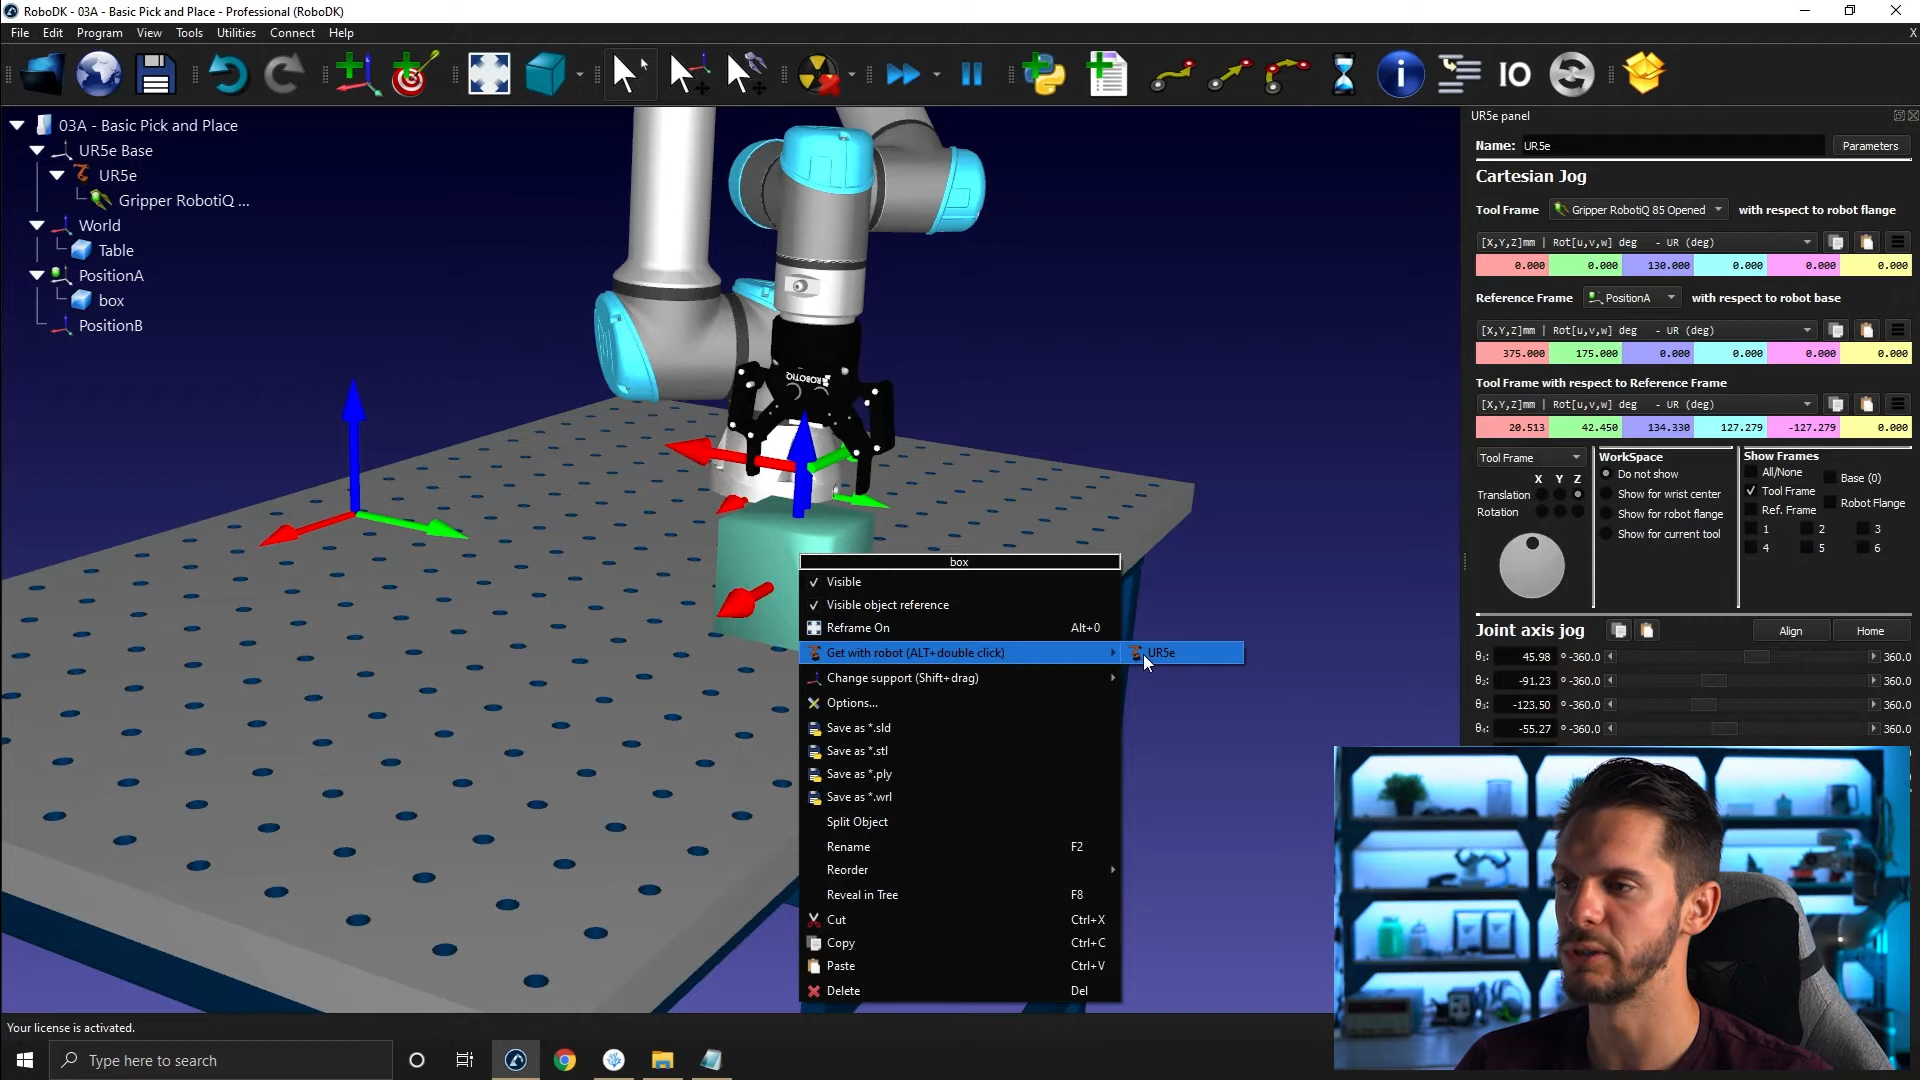 RoboDK - 03A - Basic Pick and Place - Professional (RoboDK)
File Edit Program View Tools Utilities Connect Help
X
IO
03A - Basic Pick and Place
UR5e Base
UR5e
Gripper RobotiQ ...
World
Table
PositionA
box
PositionB
ROBOTIQ
box
Visible
Visible object reference
Reframe On Alt+0
Get with robot (ALT+double click)
UR5e
Change support (Shift+drag)
Options...
Save as *.sld
Save as *.stl
Save as *.ply
Save as *.wrl
Split Object
Rename F2
Reorder
Reveal in Tree F8
Cut Ctrl+X
Copy Ctrl+C
Paste Ctrl+V
Delete Del
UR5e panel
Name: UR5e Parameters
Cartesian Jog
Tool Frame Gripper RobotiQ 85 Opened with respect to robot flange
[X,Y,Z]mm | Rot[u,v,w] deg - UR (deg)
0.000 0.000 130.000 0.000 0.000 0.000
Reference Frame PositionA with respect to robot base
[X,Y,Z]mm | Rot[u,v,w] deg - UR (deg)
375.000 175.000 0.000 0.000 0.000 0.000
Tool Frame with respect to Reference Frame
[X,Y,Z]mm | Rot[u,v,w] deg - UR (deg)
20.513 42.450 134.330 127.279 -127.279 0.000
Tool Frame
X Y Z
Translation
Rotation
WorkSpace
Do not show
Show for wrist center
Show for robot flange
Show for current tool
Show Frames
All/None Base (0)
Tool Frame Robot Flange
Ref. Frame
1 2 3
4 5 6
Joint axis jog Align Home
θ₁: 45.98 º -360.0 360.0
θ₂: -91.23 º -360.0 360.0
θ₃: -123.50 º -360.0 360.0
θ₄: -55.27 º -360.0 360.0
Your license is activated.
Type here to search